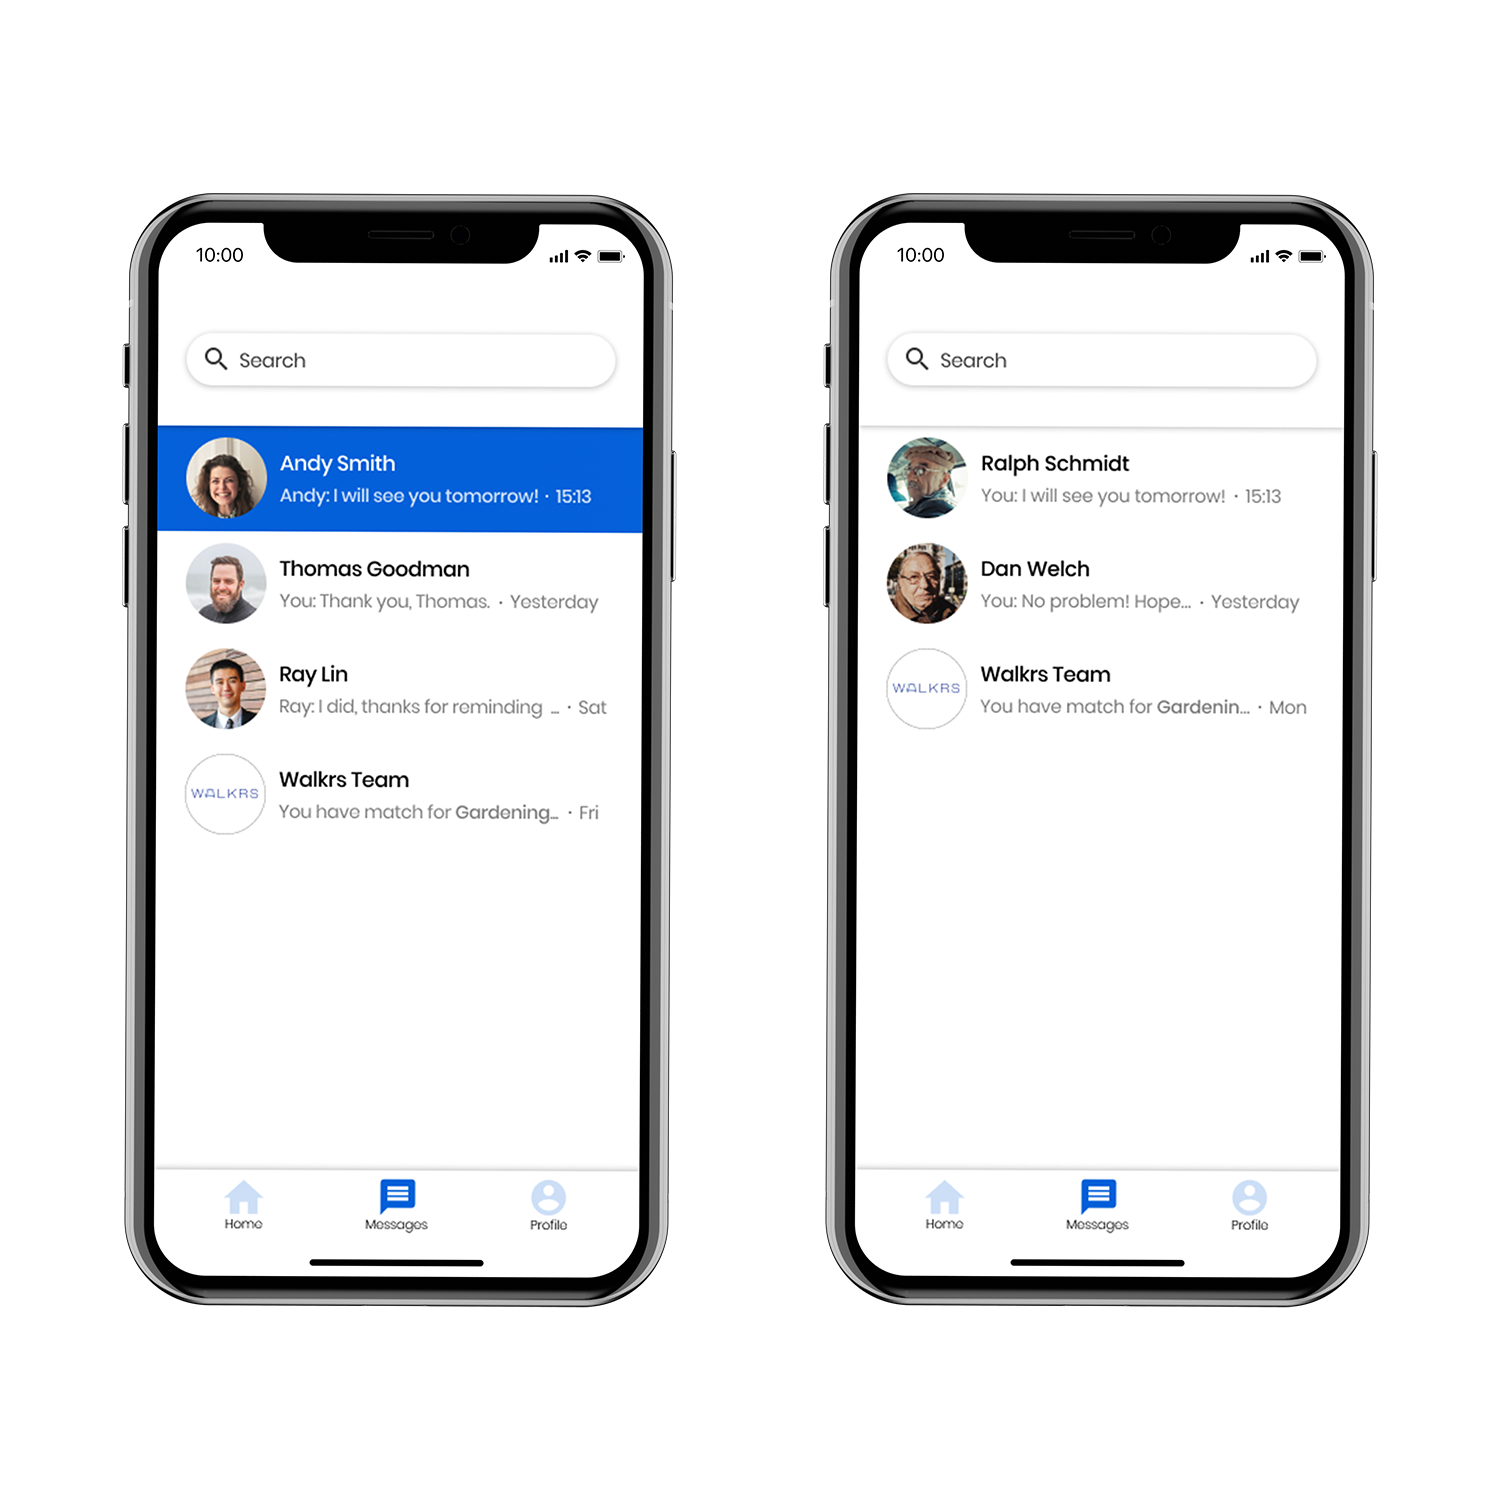 10:00
Search
Andy Smith
Andy: I will see you tomorrow! · 15:13
Thomas Goodman
You: Thank you, Thomas. · Yesterday
Ray Lin
Ray: I did, thanks for reminding ... · Sat
WALKRS
Walkrs Team
You have match for Gardening... · Fri
Home
Messages
Profile
10:00
Search
Ralph Schmidt
You: I will see you tomorrow! · 15:13
Dan Welch
You: No problem! Hope... · Yesterday
WALKRS
Walkrs Team
You have match for Gardenin... · Mon
Home
Messages
Profile